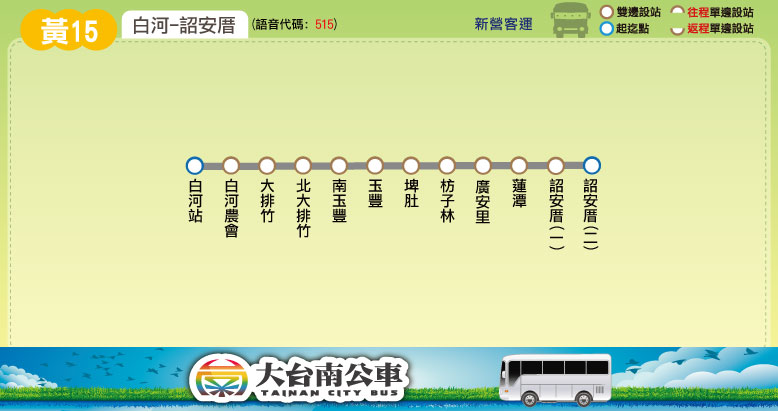 黃15
白河-詔安厝
(語音代碼: 515)
新營客運
雙邊設站
往程單邊設站
起迄點
返程單邊設站
白河站
白河農會
大排竹
北大排竹
南玉豐
玉豐
埤肚
枋子林
廣安里
蓮潭
詔安厝(一)
詔安厝(二)
大台南公車
TAINAN CITY BUS